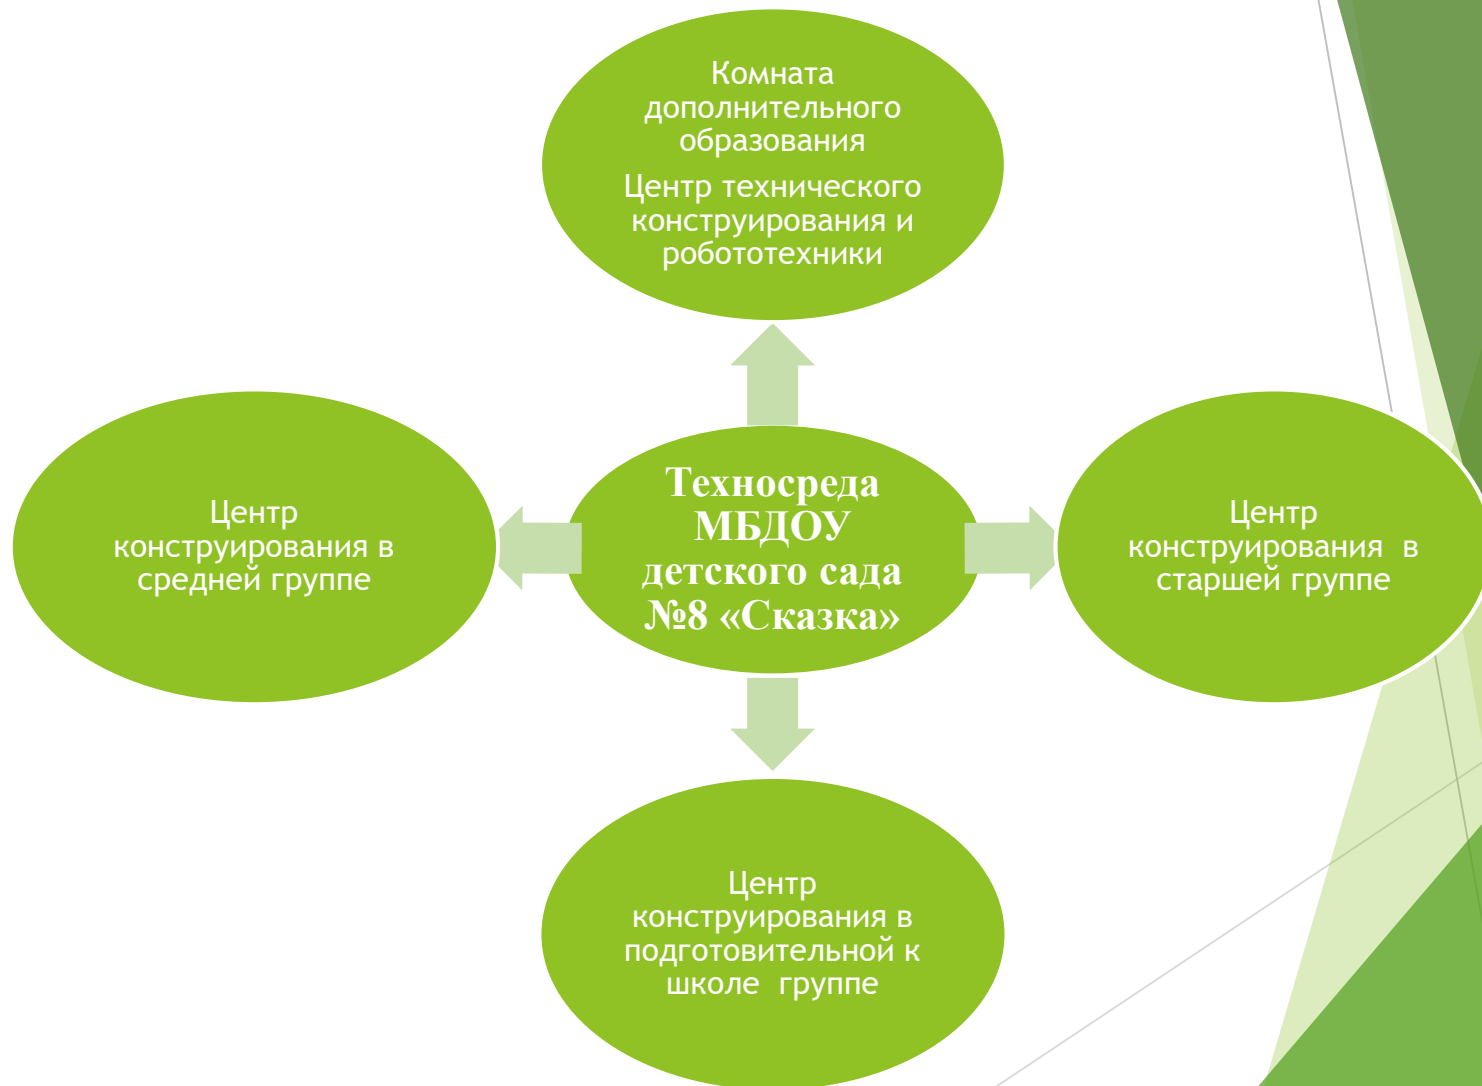 Комната
дополнительного
образования
Центр технического
конструирования и
робототехники
Центр
конструирования в
средней группе
Техносреда
МБДОУ
детского сада
№8 «Сказка»
Центр
конструирования в
старшей группе
Центр
конструирования в
подготовительной к
школе группе